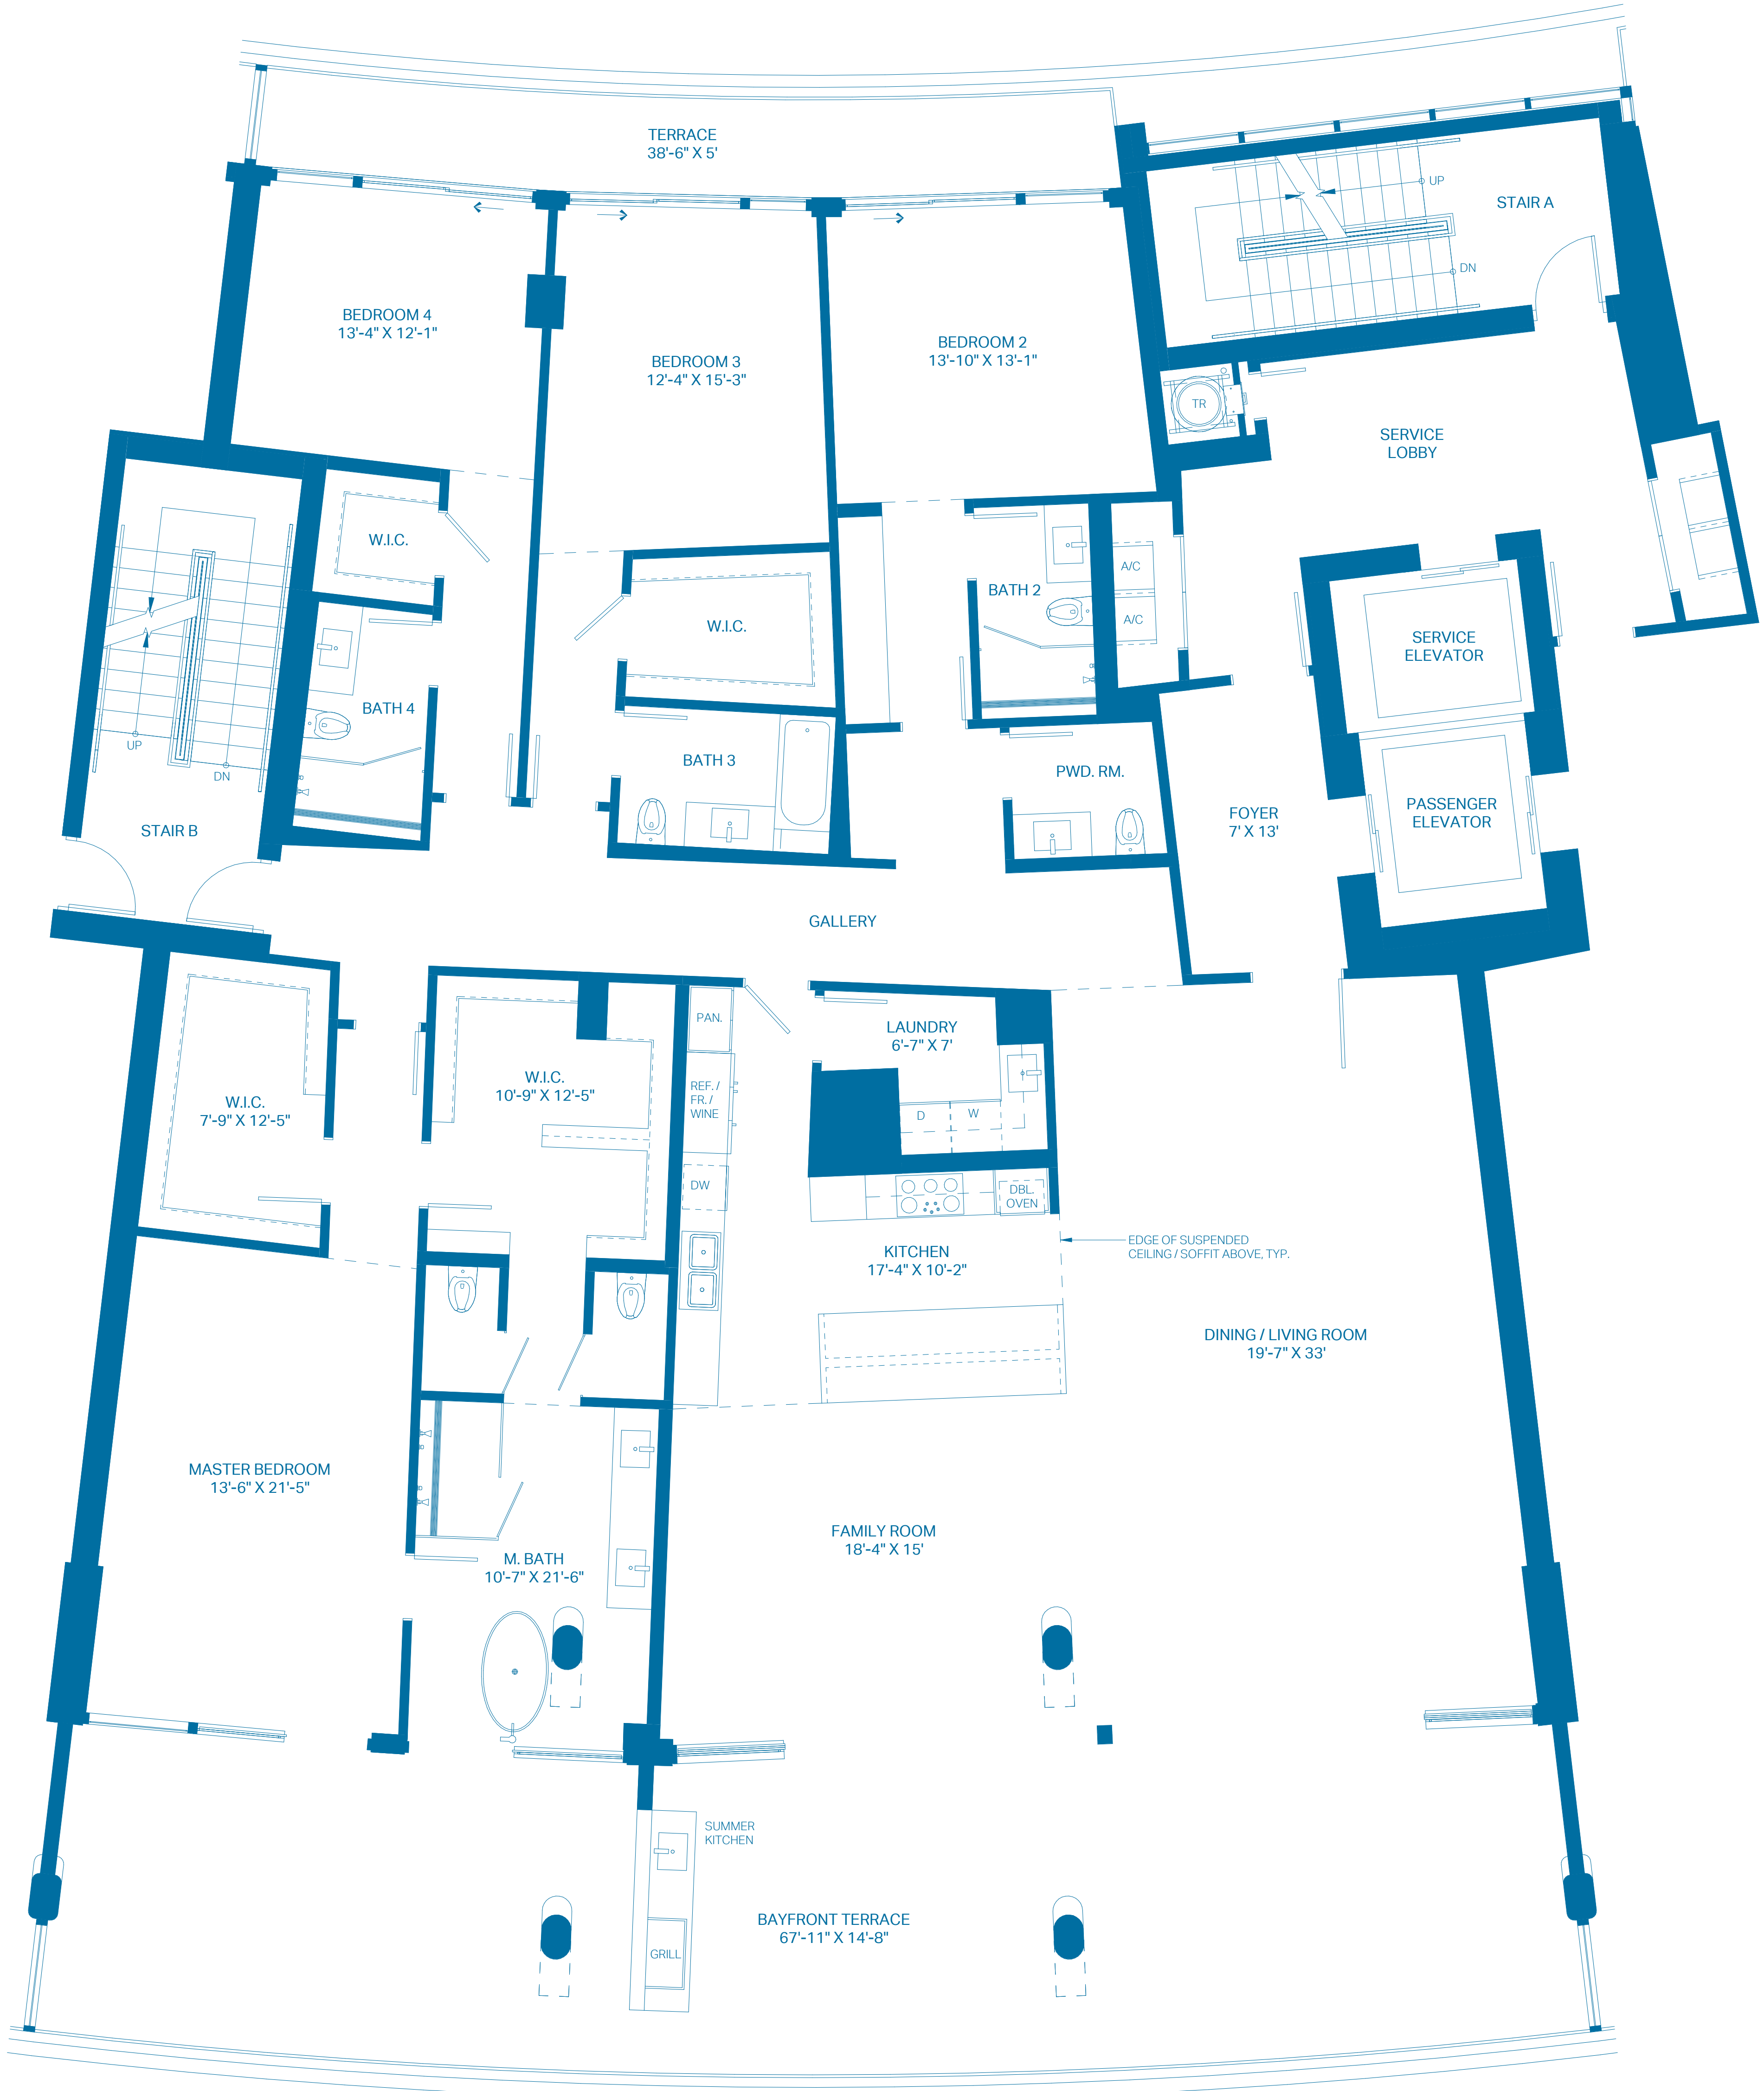 TERRACE
38'-6" X 5'
UP
STAIR A
DN
BEDROOM 4
13'-4" X 12'-1"
BEDROOM 3
12'-4" X 15'-3"
BEDROOM 2
13'-10" X 13'-1"
TR
SERVICE
LOBBY
W.I.C.
W.I.C.
BATH 2
A/C
A/C
SERVICE
ELEVATOR
BATH 4
UP
DN
STAIR B
BATH 3
PWD. RM.
FOYER
7' X 13'
PASSENGER
ELEVATOR
GALLERY
PAN.
LAUNDRY
6'-7" X 7'
W.I.C.
7'-9" X 12'-5"
W.I.C.
10'-9" X 12'-5"
REF. /
FR. /
WINE
D
W
DW
DBL.
OVEN
KITCHEN
17'-4" X 10'-2"
EDGE OF SUSPENDED
CEILING / SOFFIT ABOVE, TYP.
DINING / LIVING ROOM
19'-7" X 33'
MASTER BEDROOM
13'-6" X 21'-5"
M. BATH
10'-7" X 21'-6"
FAMILY ROOM
18'-4" X 15'
SUMMER
KITCHEN
BAYFRONT TERRACE
67'-11" X 14'-8"
GRILL